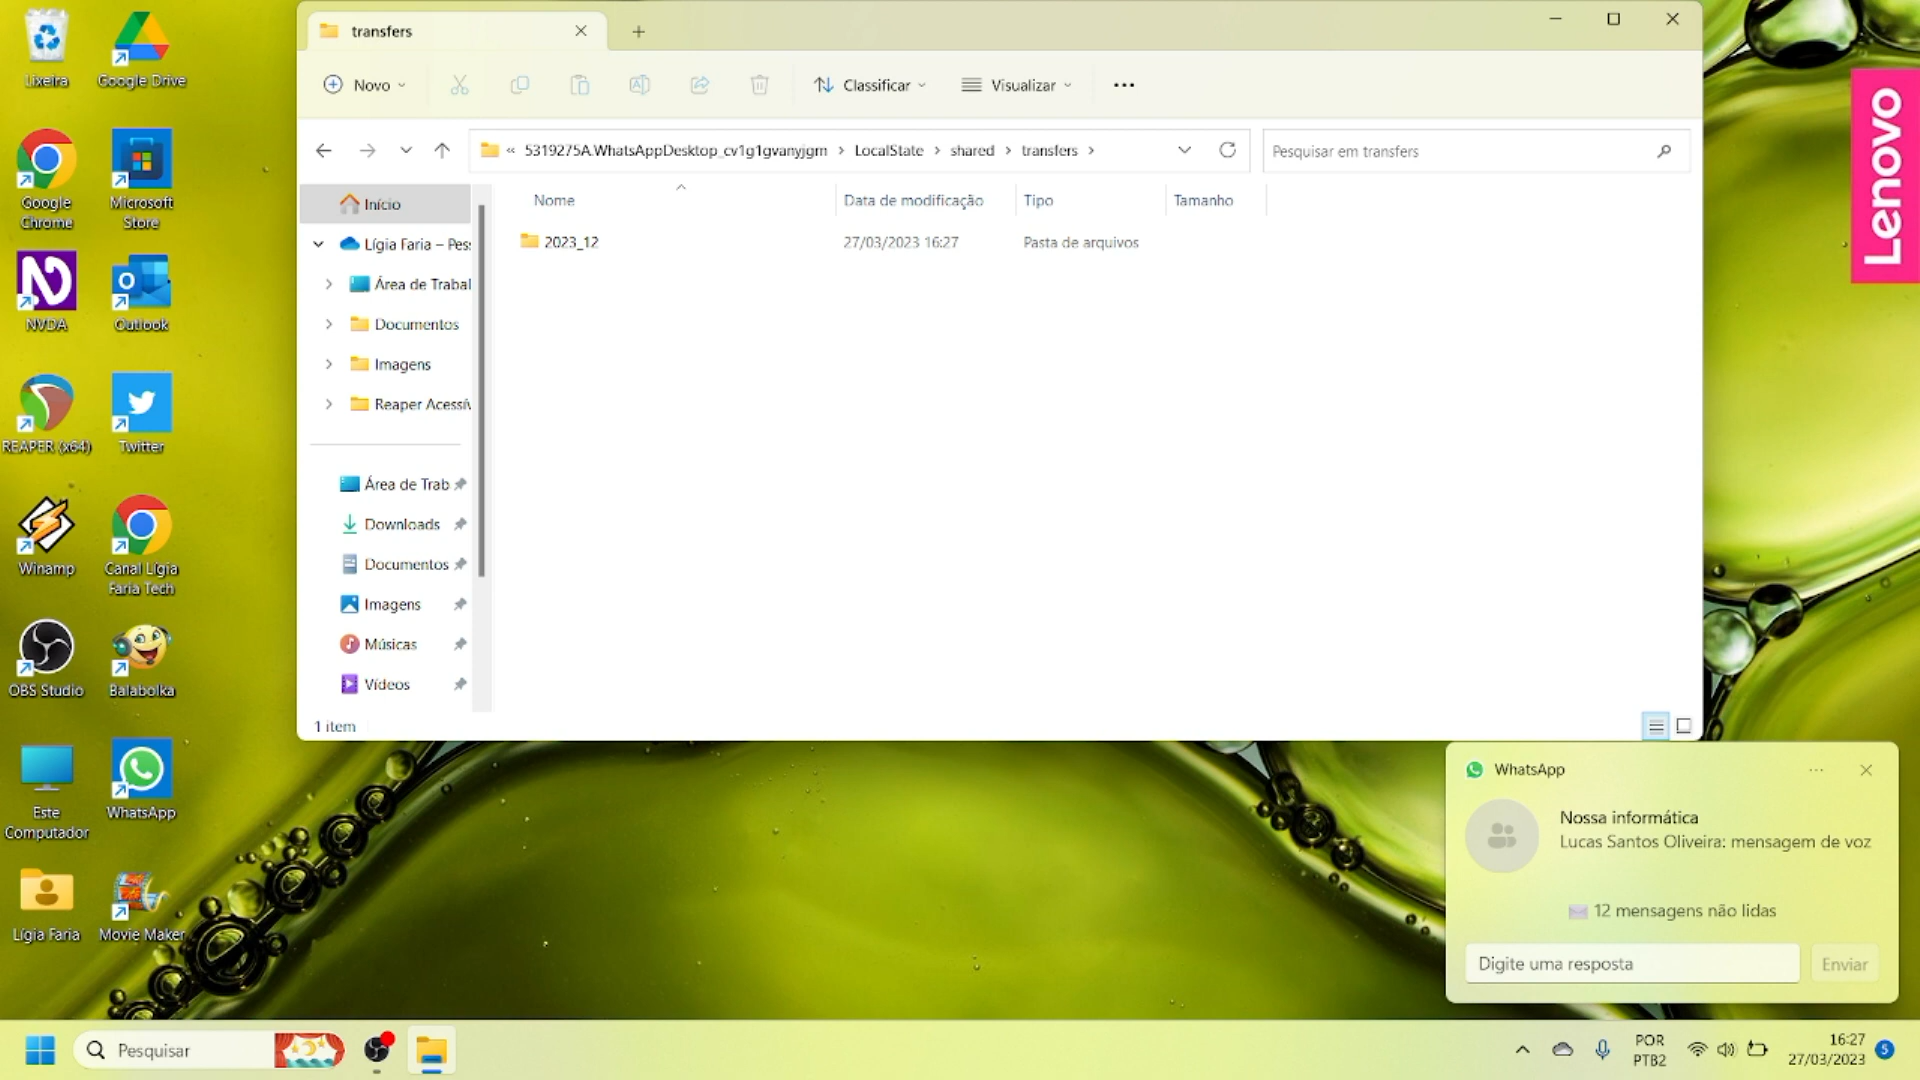 Lixeira
Google Drive
Google
Chrome
Microsoft
Store
NVDA
Outlook
REAPER (x64)
Twitter
Winamp
Canal Lígia
Faria Tech
OBS Studio
Balabolka
Este
Computador
WhatsApp
Lígia Faria
Movie Maker
transfers
Novo
Classificar
Visualizar
« 5319275A.WhatsAppDesktop_cv1g1gvanyjgm › LocalState › shared › transfers ›
Pesquisar em transfers
Nome
Data de modificação
Tipo
Tamanho
2023_12
27/03/2023 16:27
Pasta de arquivos
Início
Lígia Faria – Pes
Área de Trabal
Documentos
Imagens
Reaper Acessív
Área de Trab
Downloads
Documentos
Imagens
Músicas
Vídeos
1 item
Lenovo
WhatsApp
Nossa informática
Lucas Santos Oliveira: mensagem de voz
12 mensagens não lidas
Digite uma resposta
Enviar
Pesquisar
POR
PTB2
16:27
27/03/2023
5